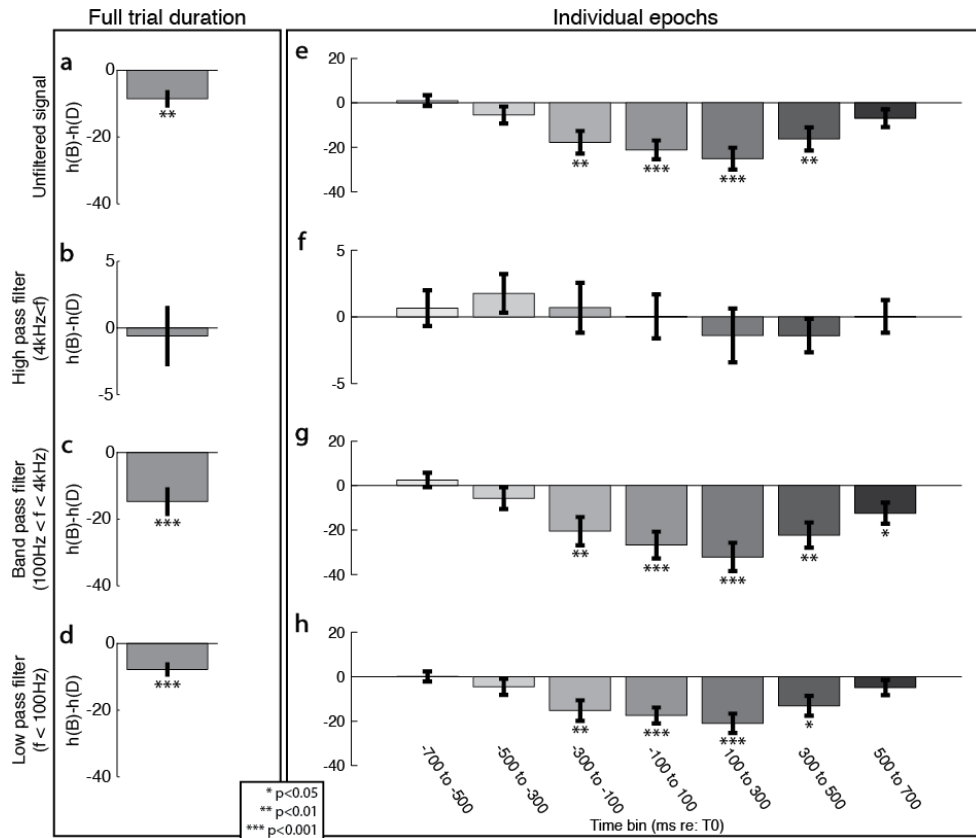 Full trial duration
Individual epochs
Unfiltered signal
a
h(B)-h(D)
0
-20
-40
**
e
20
0
-20
-40
**
***
***
**
High pass filter
(4kHz<f)
b
h(B)-h(D)
5
0
-5
f
5
0
-5
Band pass filter
(100Hz < f < 4kHz)
c
h(B)-h(D)
0
-20
-40
***
g
20
0
-20
-40
**
***
***
**
*
Low pass filter
(f < 100Hz)
d
h(B)-h(D)
0
-20
-40
***
h
20
0
-20
-40
**
***
***
*
-700 to -500
-500 to -300
-300 to -100
-100 to 100
100 to 300
300 to 500
500 to 700
Time bin (ms re: T0)
* p<0.05
** p<0.01
*** p<0.001